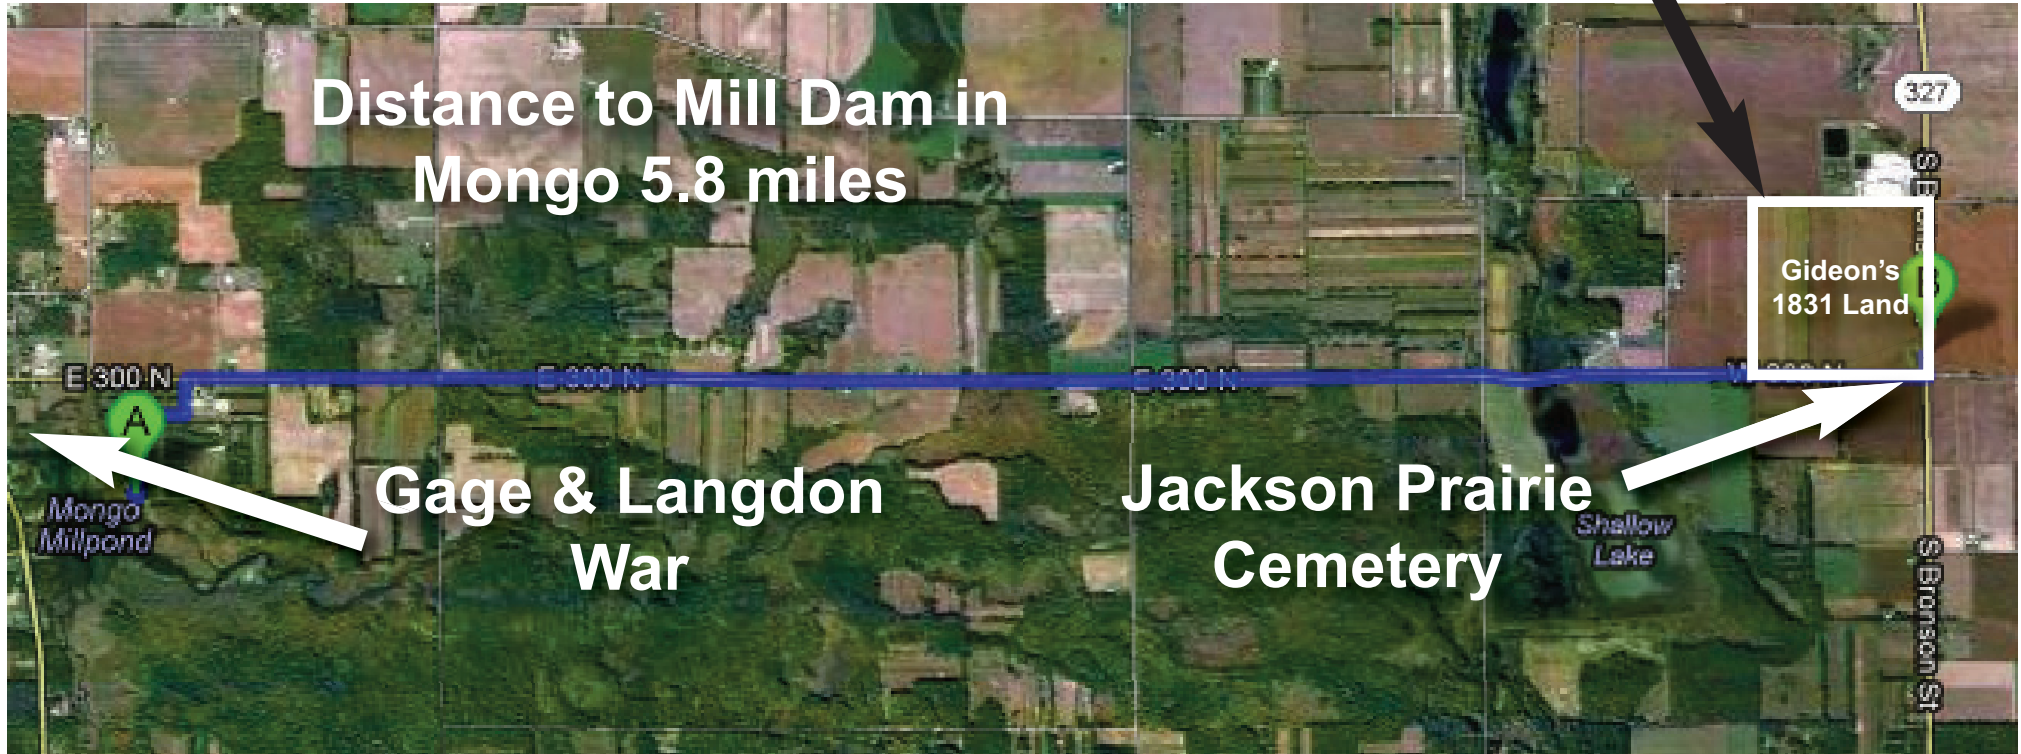 Distance to Mill Dam in
Mongo 5.8 miles
327
S B
Gideon's
1831 Land
B
E 300 N
E 300 N
E 300 N
A
Mongo
Millpond
Gage & Langdon
War
Jackson Prairie
Cemetery
Shallow
Lake
S Bronson St